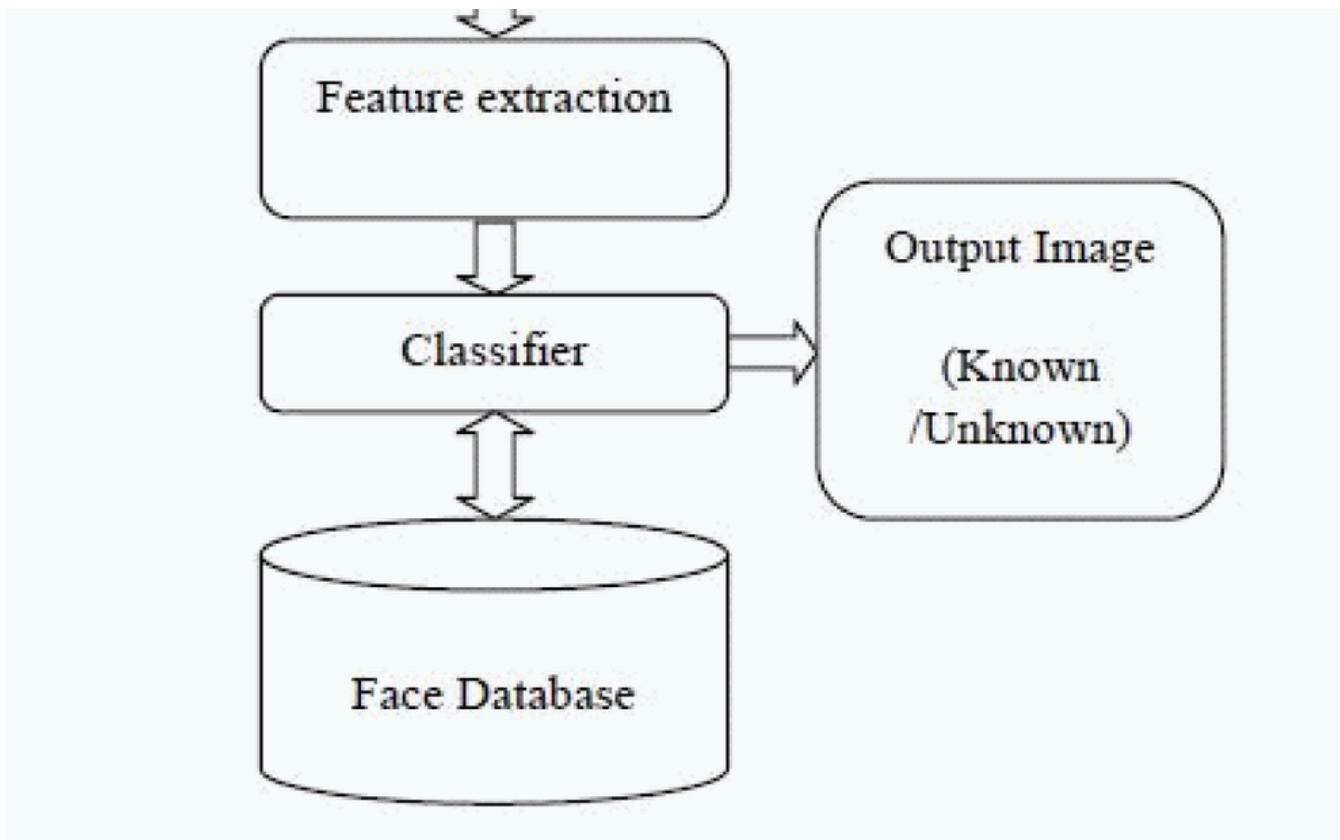 Feature extraction
Classifier
Output Image
(Known
/Unknown)
Face Database